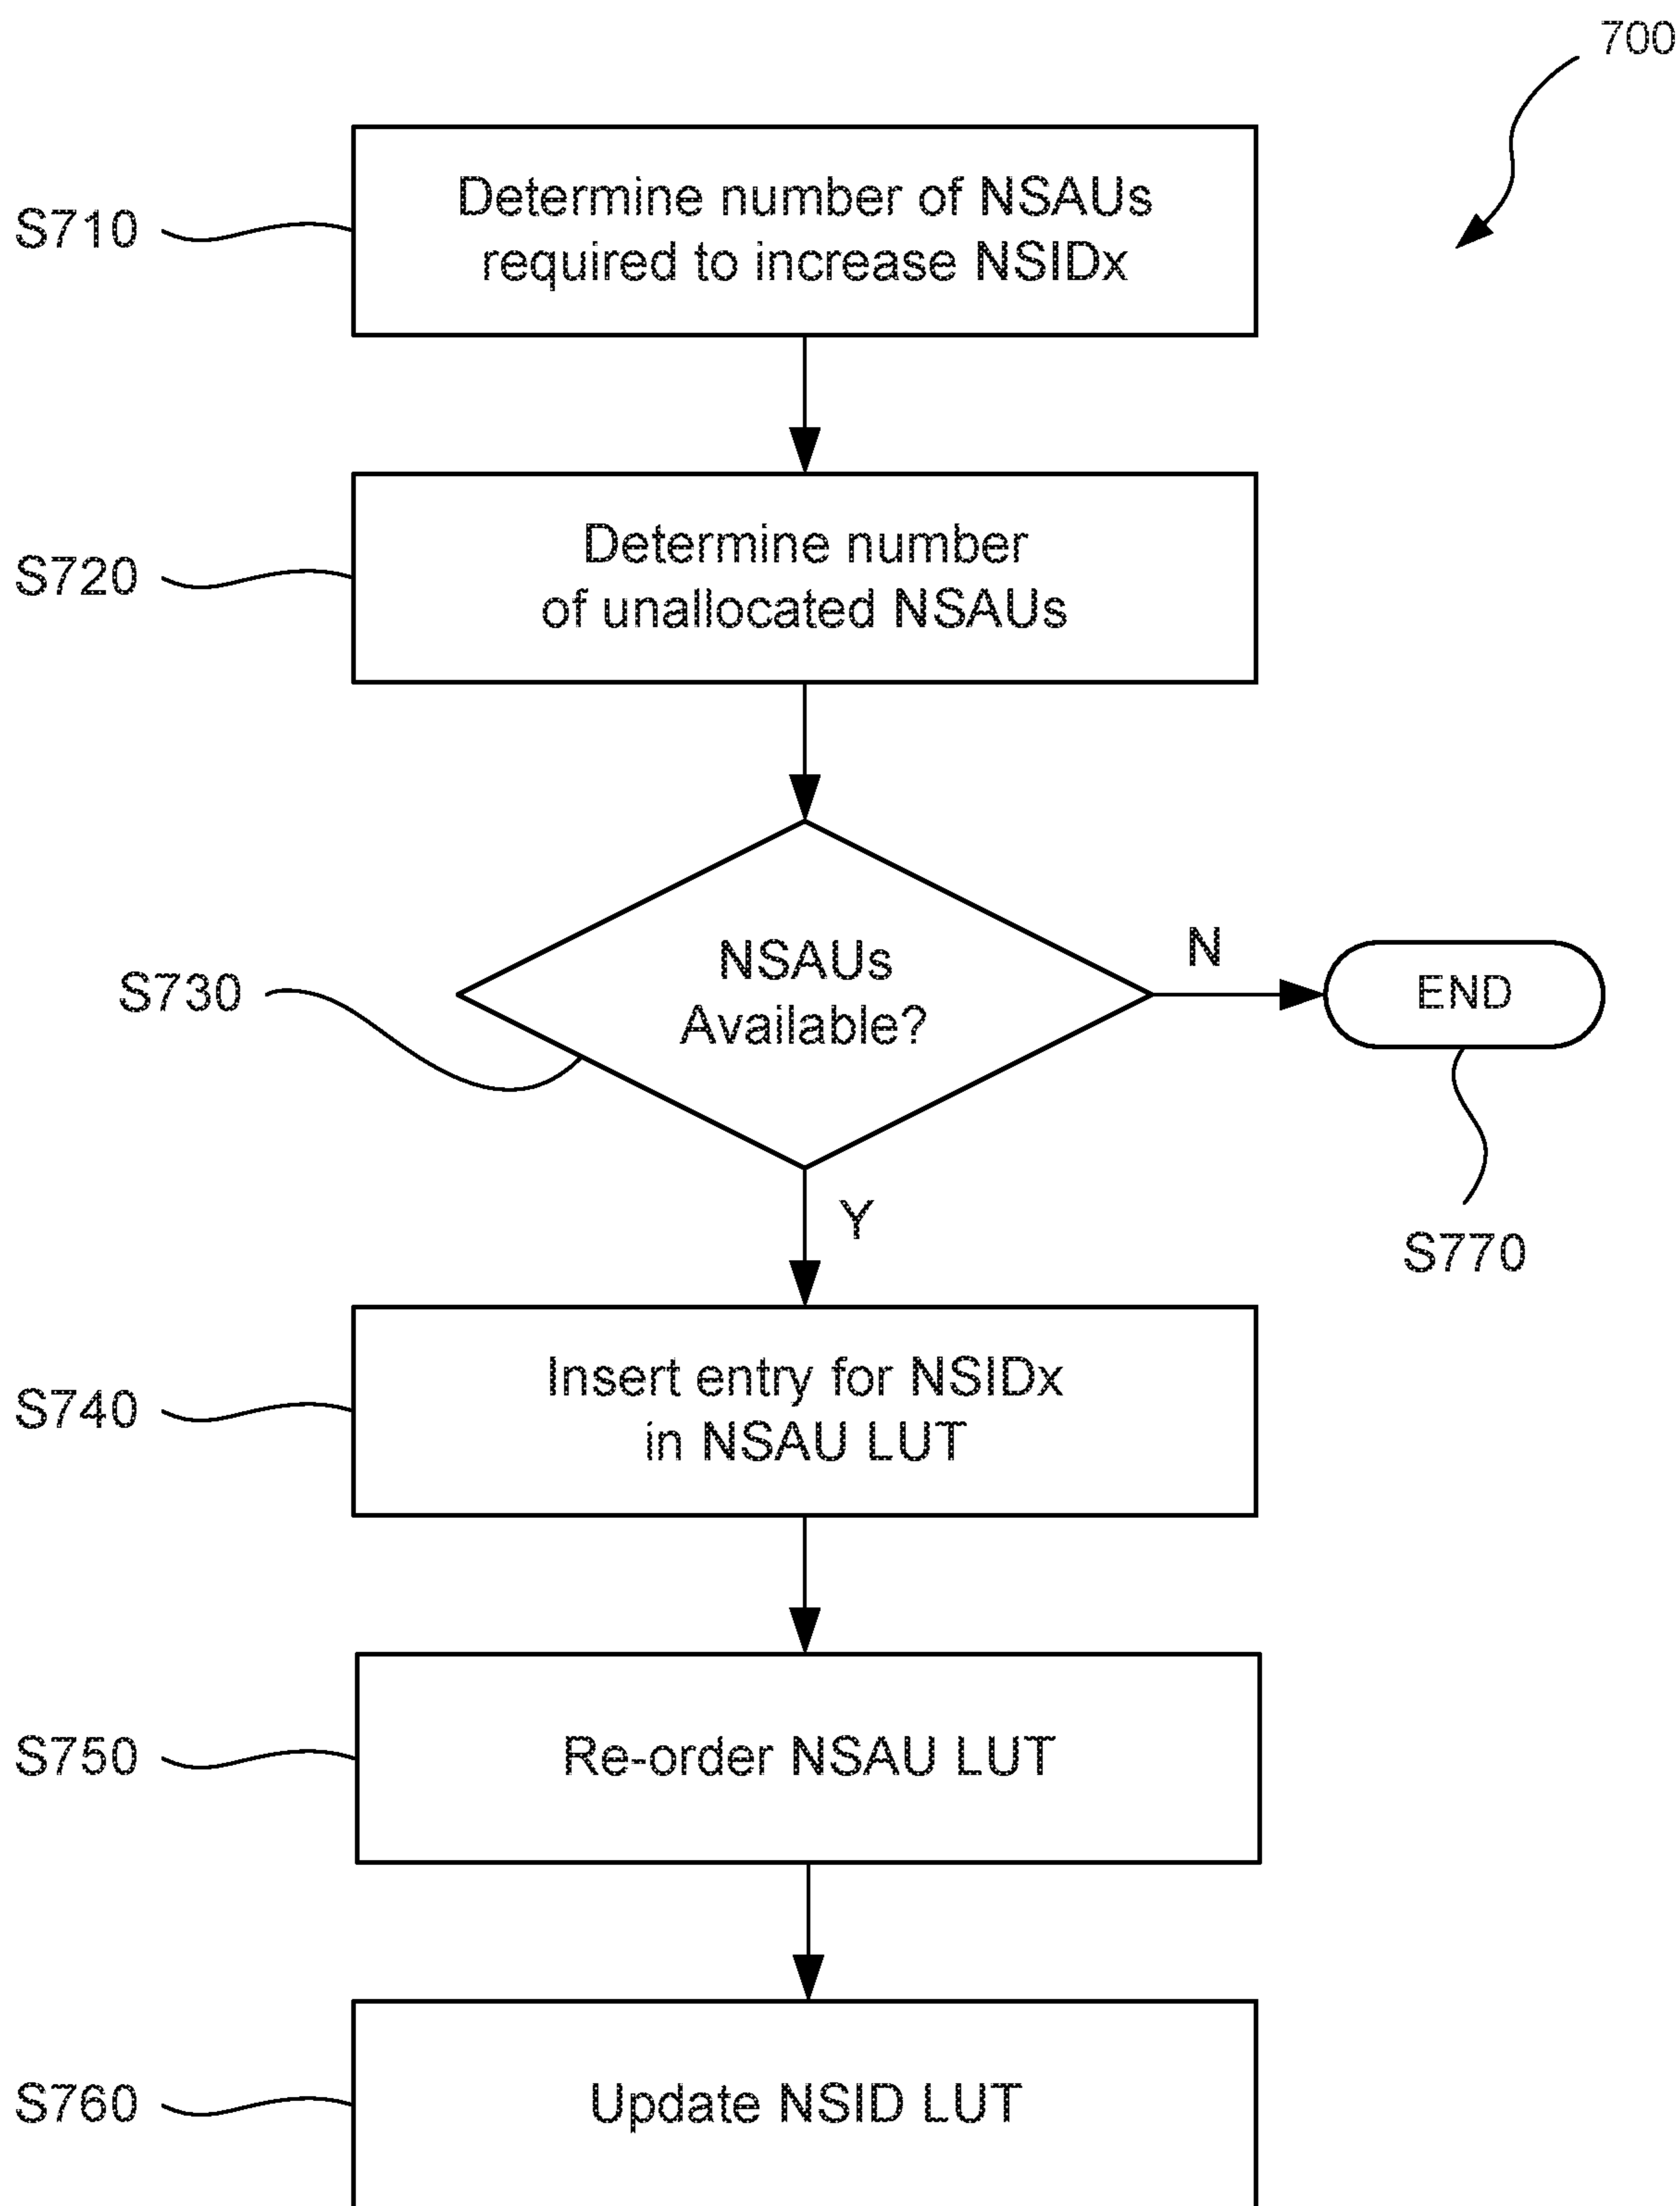 700
S710
Determine number of NSAUs
required to increase NSIDx
S720
Determine number
of unallocated NSAUs
S730
NSAUs
Available?
N
END
S770
Y
S740
Insert entry for NSIDx
in NSAU LUT
S750
Re-order NSAU LUT
S760
Update NSID LUT